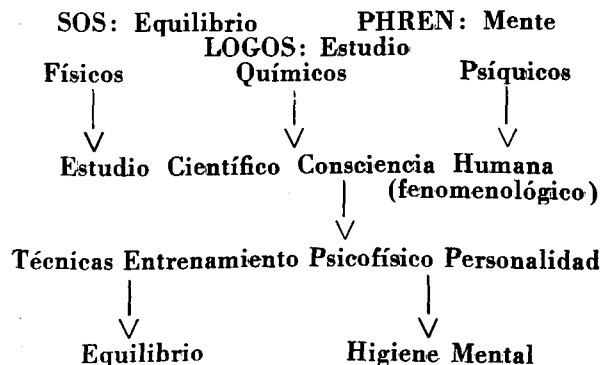 SOS: Equilibrio PHREN: Mente
LOGOS: Estudio
Físicos Químicos Psíquicos
Estudio Científico Consciencia Humana
(fenomenológico)
Técnicas Entrenamiento Psicofísico Personalidad
Equilibrio Higiene Mental